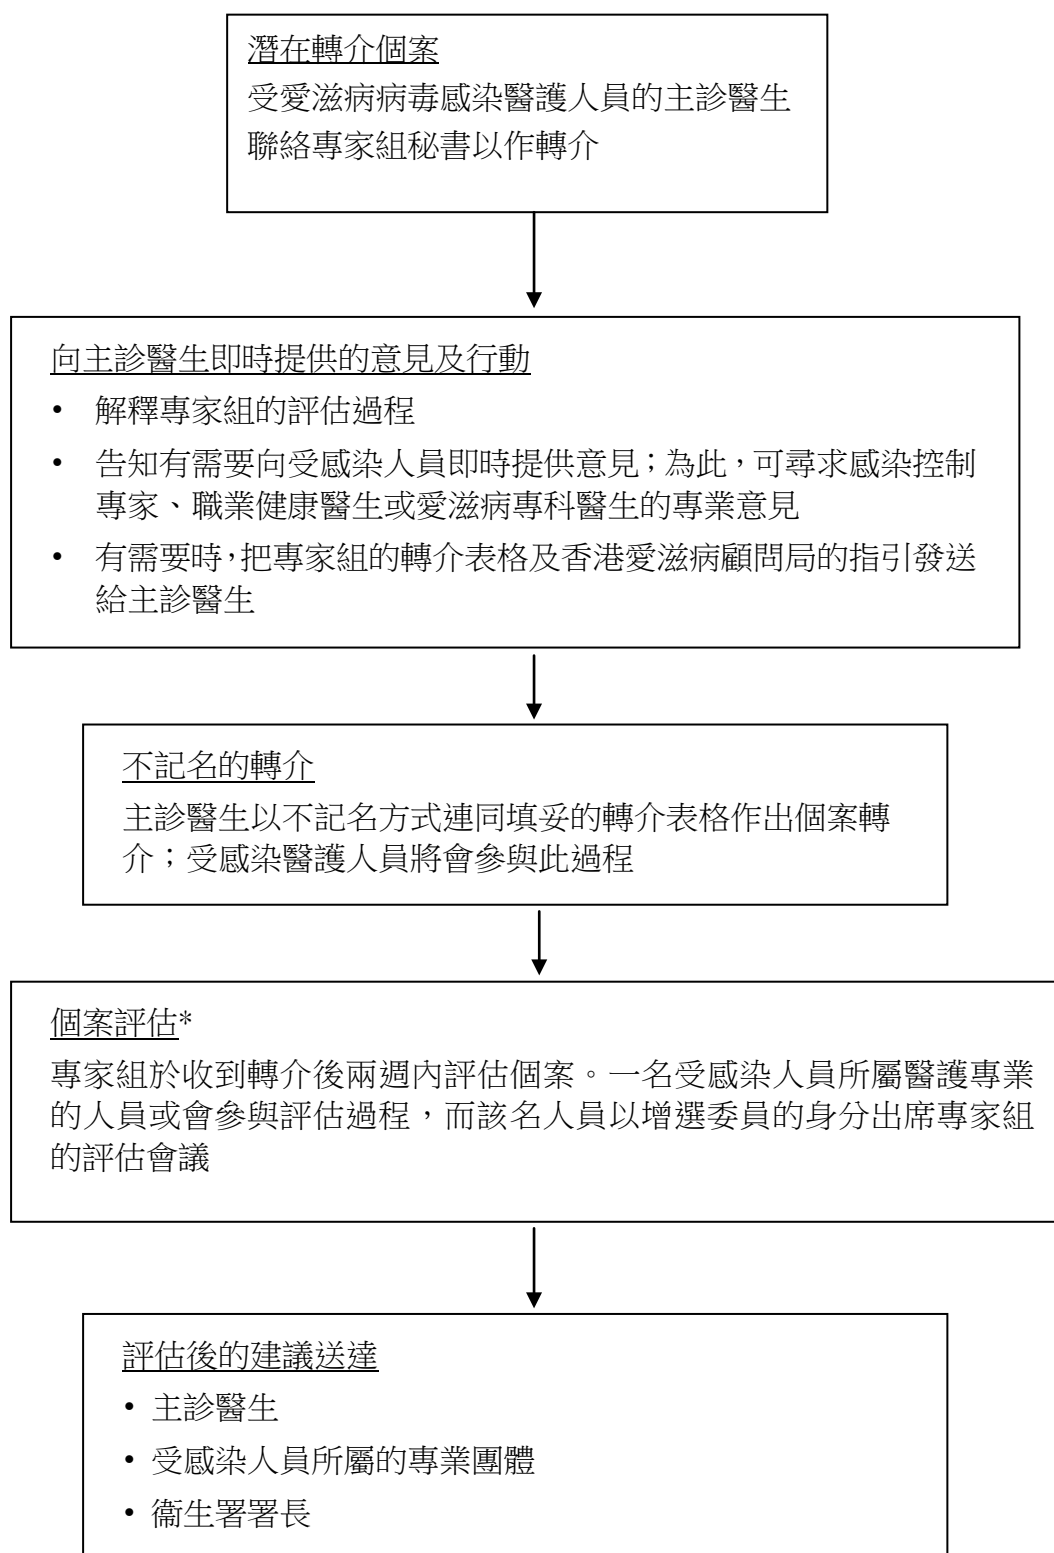 潛在轉介個案
受愛滋病病毒感染醫護人員的主診醫生
聯絡專家組秘書以作轉介
向主診醫生即時提供的意見及行動
• 解釋專家組的評估過程
• 告知有需要向受感染人員即時提供意見；為此，可尋求感染控制
專家、職業健康醫生或愛滋病專科醫生的專業意見
• 有需要時，把專家組的轉介表格及香港愛滋病顧問局的指引發送
給主診醫生
不記名的轉介
主診醫生以不記名方式連同填妥的轉介表格作出個案轉
介；受感染醫護人員將會參與此過程
個案評估*
專家組於收到轉介後兩週內評估個案。一名受感染人員所屬醫護專業
的人員或會參與評估過程，而該名人員以增選委員的身分出席專家組
的評估會議
評估後的建議送達
• 主診醫生
• 受感染人員所屬的專業團體
• 衞生署署長